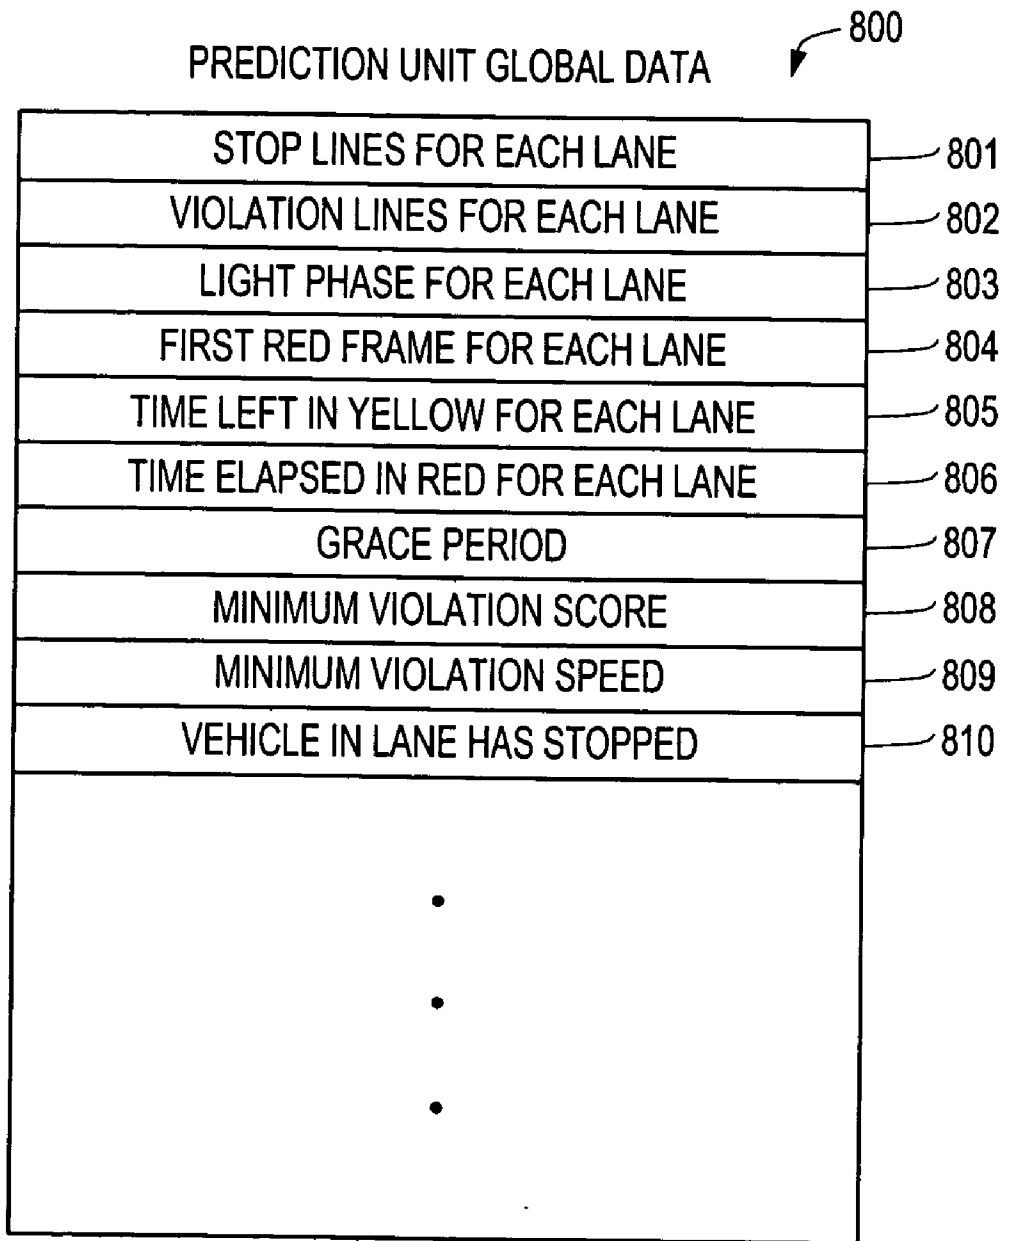 800
PREDICTION UNIT GLOBAL DATA
STOP LINES FOR EACH LANE 801
VIOLATION LINES FOR EACH LANE 802
LIGHT PHASE FOR EACH LANE 803
FIRST RED FRAME FOR EACH LANE 804
TIME LEFT IN YELLOW FOR EACH LANE 805
TIME ELAPSED IN RED FOR EACH LANE 806
GRACE PERIOD 807
MINIMUM VIOLATION SCORE 808
MINIMUM VIOLATION SPEED 809
VEHICLE IN LANE HAS STOPPED 810